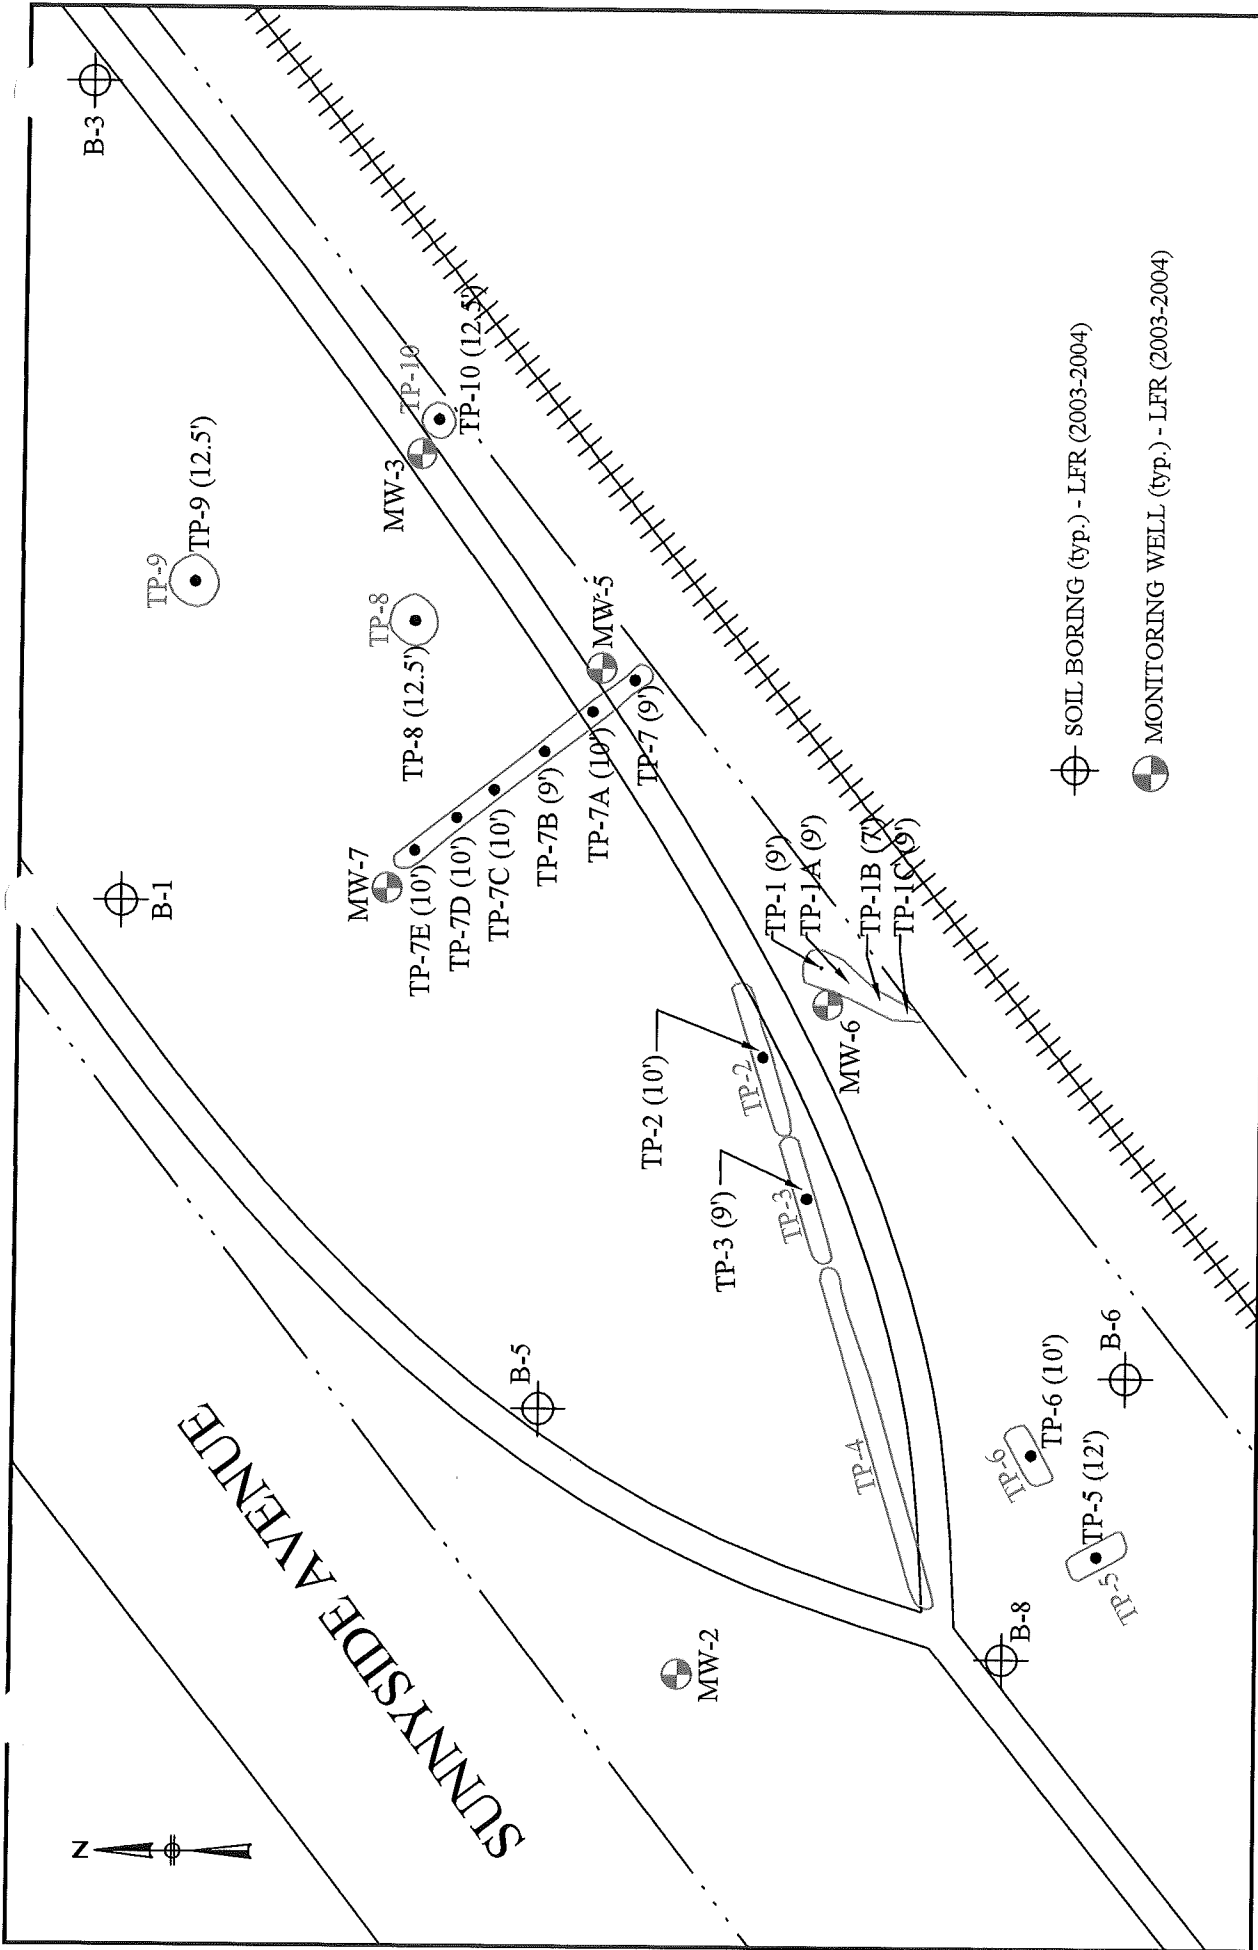 N
SUNNYSIDE AVENUE
B-3
B-1
TP-9
TP-9 (12.5')
TP-10
TP-10 (12.5')
MW-3
TP-8
TP-8 (12.5')
MW-5
MW-7
TP-7E (10')
TP-7D (10')
TP-7C (10')
TP-7B (9')
TP-7A (10')
TP-7 (9')
B-5
TP-2 (10')
TP-2
TP-3 (9')
TP-3
TP-4
TP-1 (9')
TP-1A (9')
TP-1B (7')
TP-1C (9')
MW-6
MW-2
B-8
TP-6
TP-6 (10')
TP-5
TP-5 (12')
B-6
SOIL BORING (typ.) - LFR (2003-2004)
MONITORING WELL (typ.) - LFR (2003-2004)